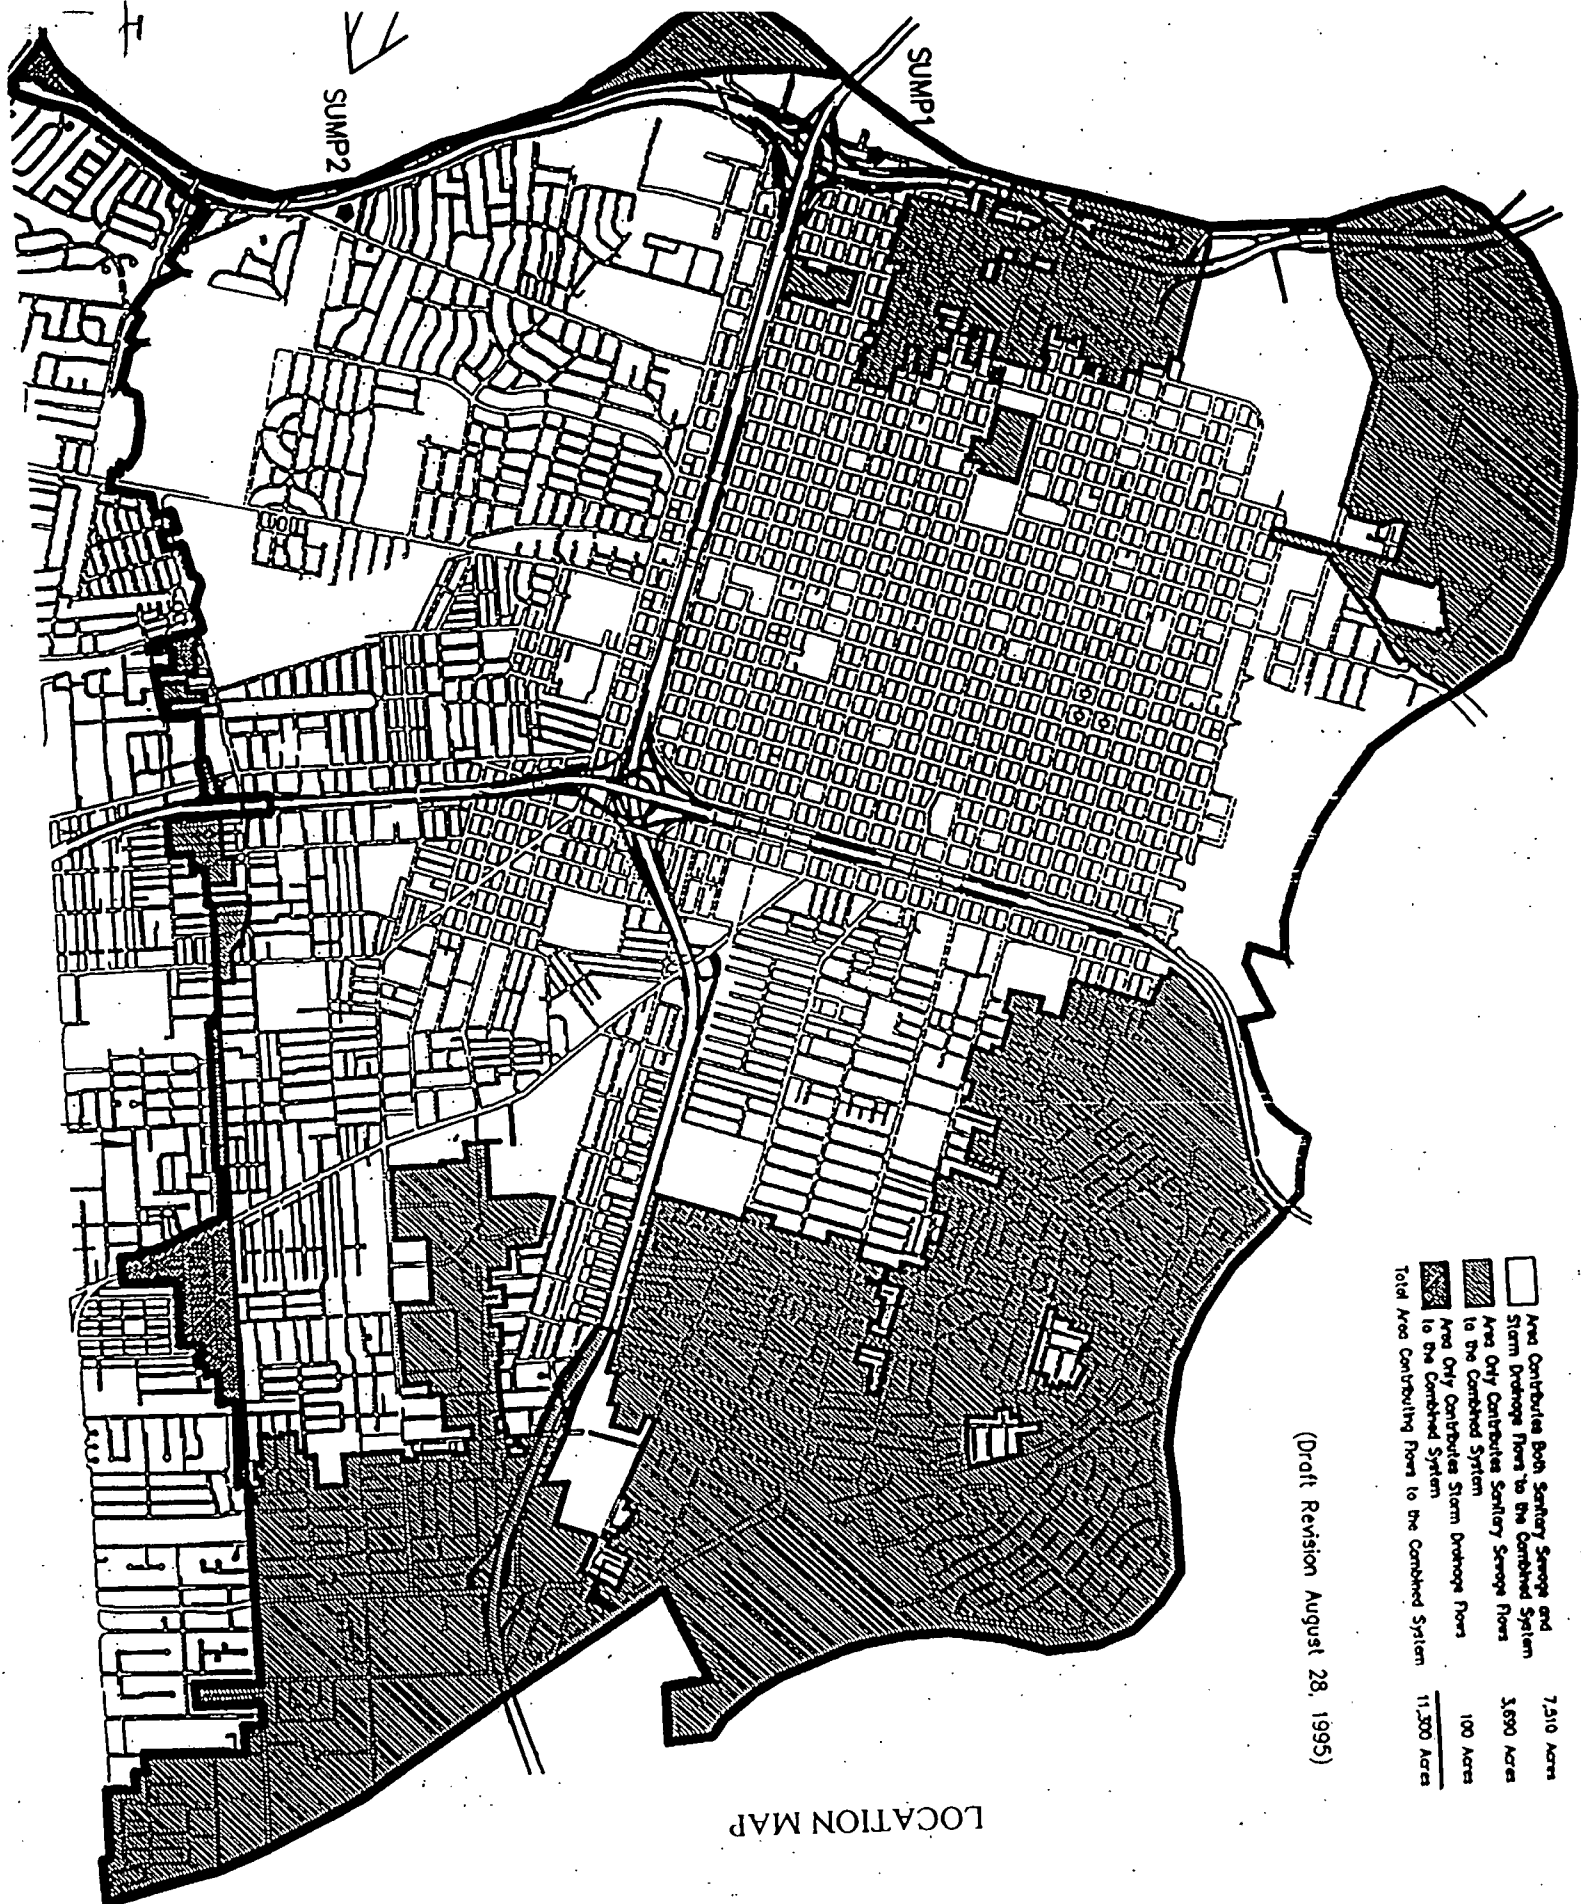 LOCATION MAP
SUMP1
SUMP2
Area Contributes Both Sanitary Sewage and
Storm Drainage Flows to the Combined System 7,510 Acres
Area Only Contributes Sanitary Sewage Flows
to the Combined System 3,690 Acres
Area Only Contributes Storm Drainage Flows
to the Combined System 100 Acres
Total Area Contributing Flows to the Combined System 11,300 Acres
(Draft Revision August 28, 1995)